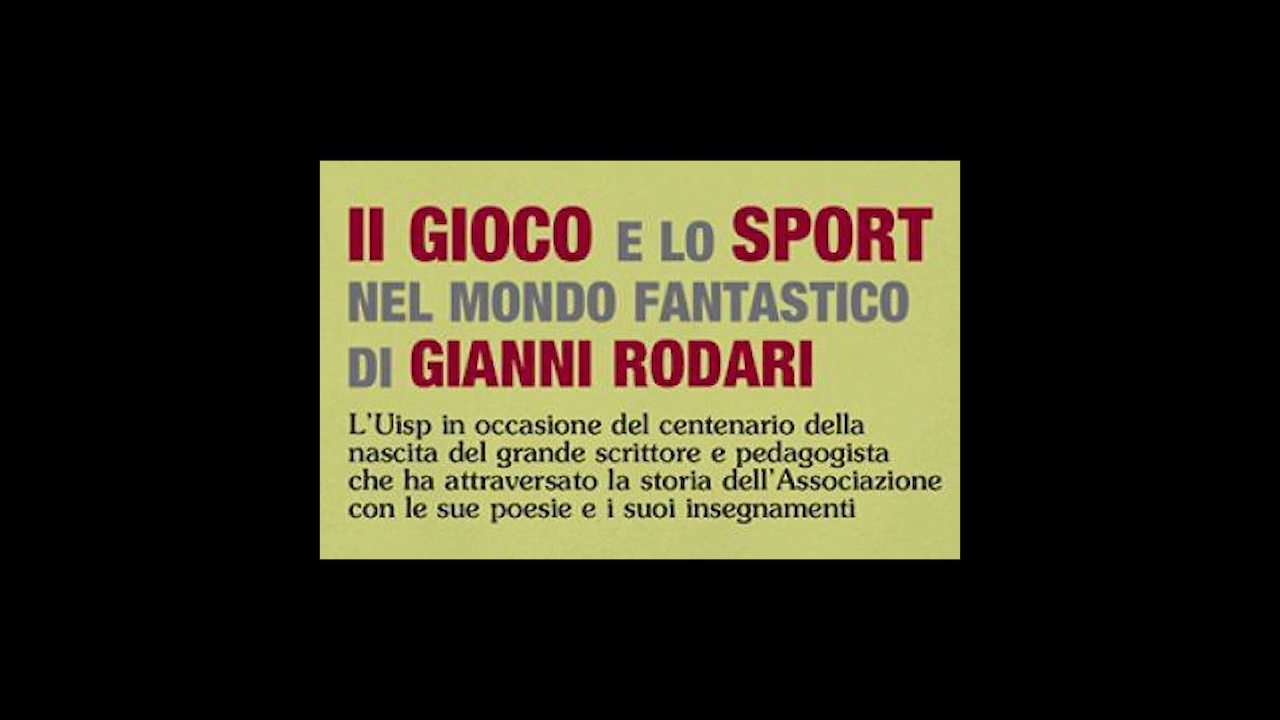 Il GIOCO E LO SPORT
NEL MONDO FANTASTICO
DI GIANNI RODARI
L'Uisp in occasione del centenario della
nascita del grande scrittore e pedagogista
che ha attraversato la storia dell'Associazione
con le sue poesie e i suoi insegnamenti